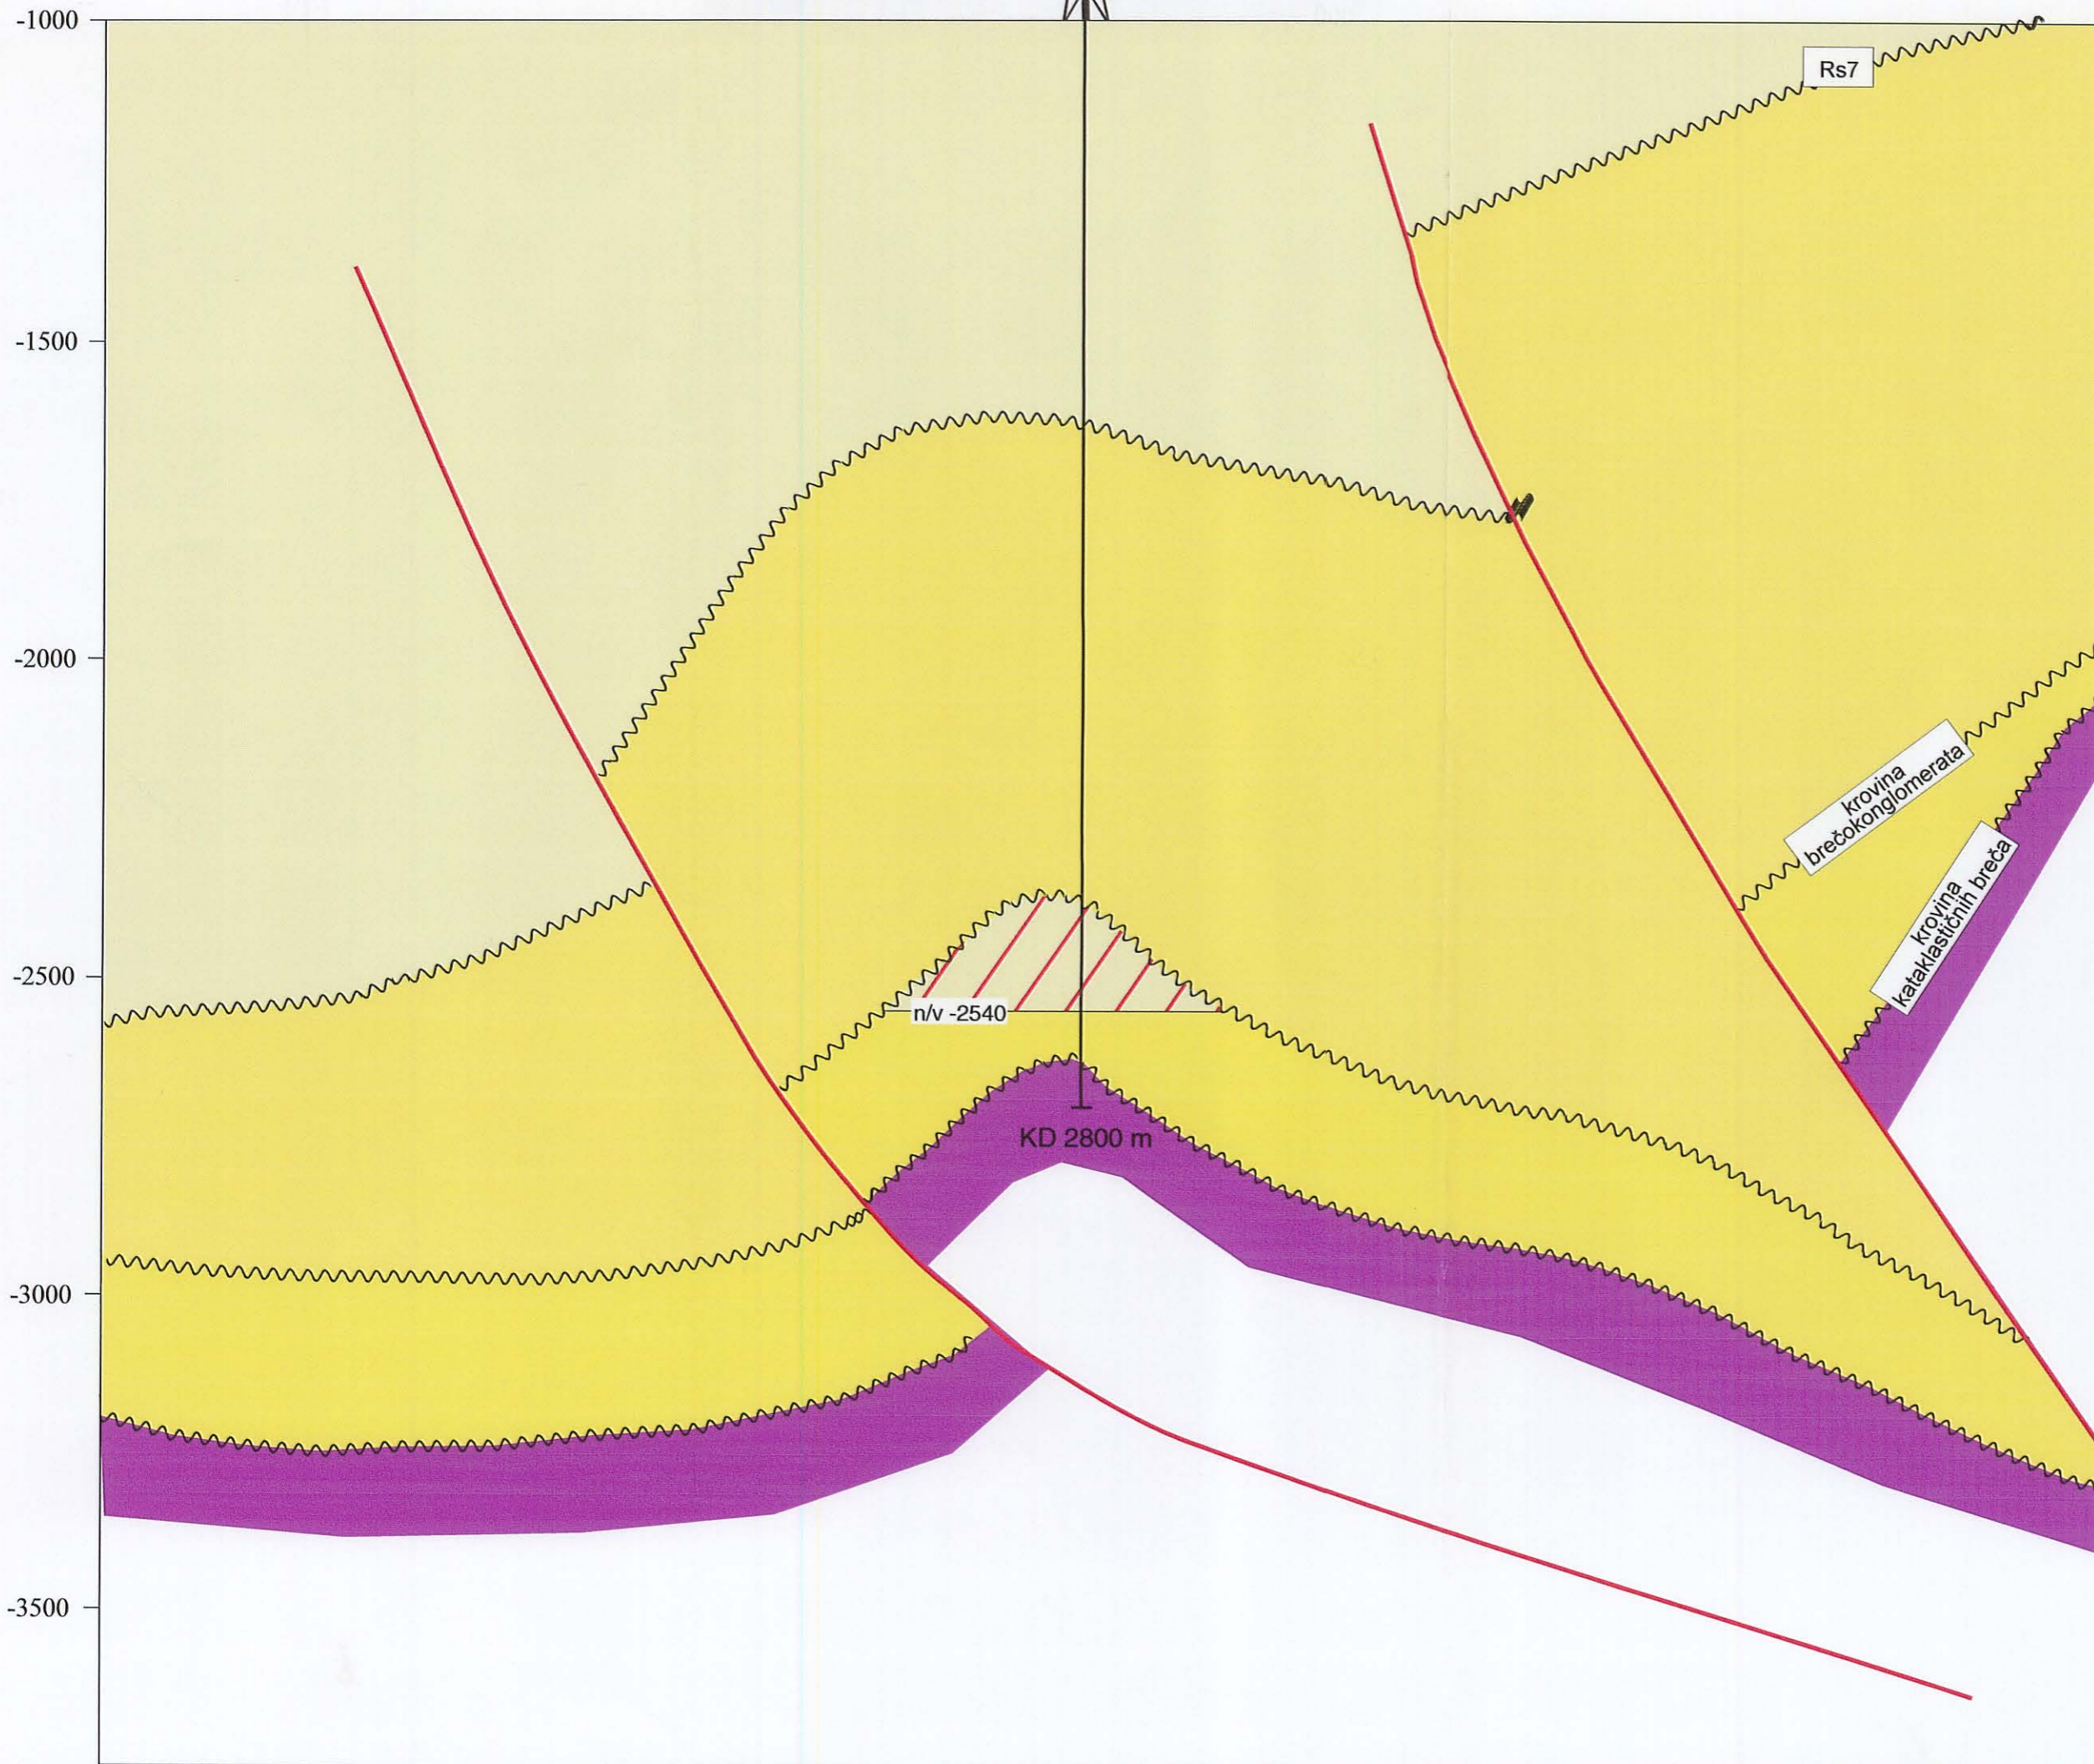 -1000
Rs7
-1500
-2000
krovina
brečokonglomerata
krovina
kataklastičnih breča
-2500
n/v -2540
KD 2800 m
-3000
-3500